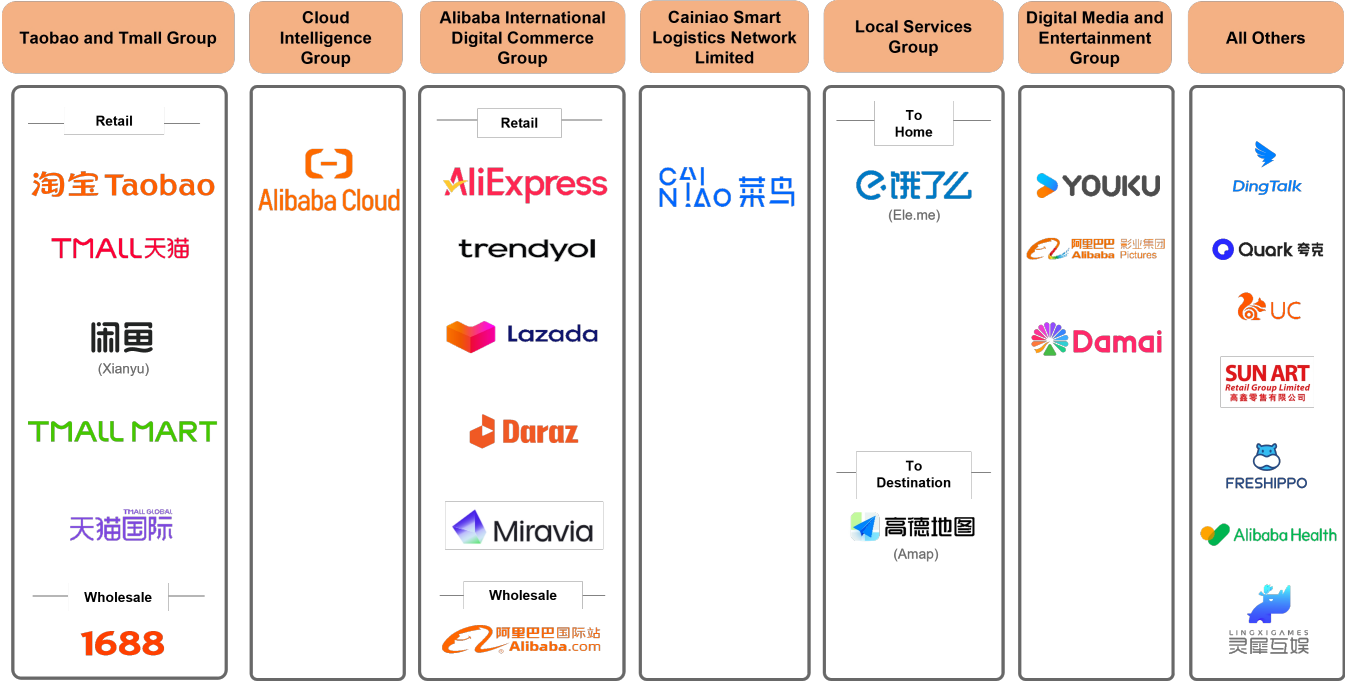 Taobao and Tmall Group
Cloud
Intelligence
Group
Alibaba International
Digital Commerce
Group
Cainiao Smart
Logistics Network
Limited
Local Services
Group
Digital Media and
Entertainment
Group
All Others
Retail
淘宝 Taobao
TMALL天猫
闲鱼
(Xianyu)
TMALL MART
TMALL GLOBAL
天猫国际
Wholesale
1688
Alibaba Cloud
Retail
AliExpress
trendyol
Lazada
Daraz
Miravia
Wholesale
阿里巴巴国际站
Alibaba.com
CAI
NIAO 菜鸟
To
Home
饿了么
(Ele.me)
To
Destination
高德地图
(Amap)
YOUKU
阿里巴巴 影业集团
Alibaba Pictures
Damai
DingTalk
Quark 夸克
UC
SUN ART
Retail Group Limited
高鑫零售有限公司
FRESHIPPO
Alibaba Health
LINGXIGAMES
灵犀互娱